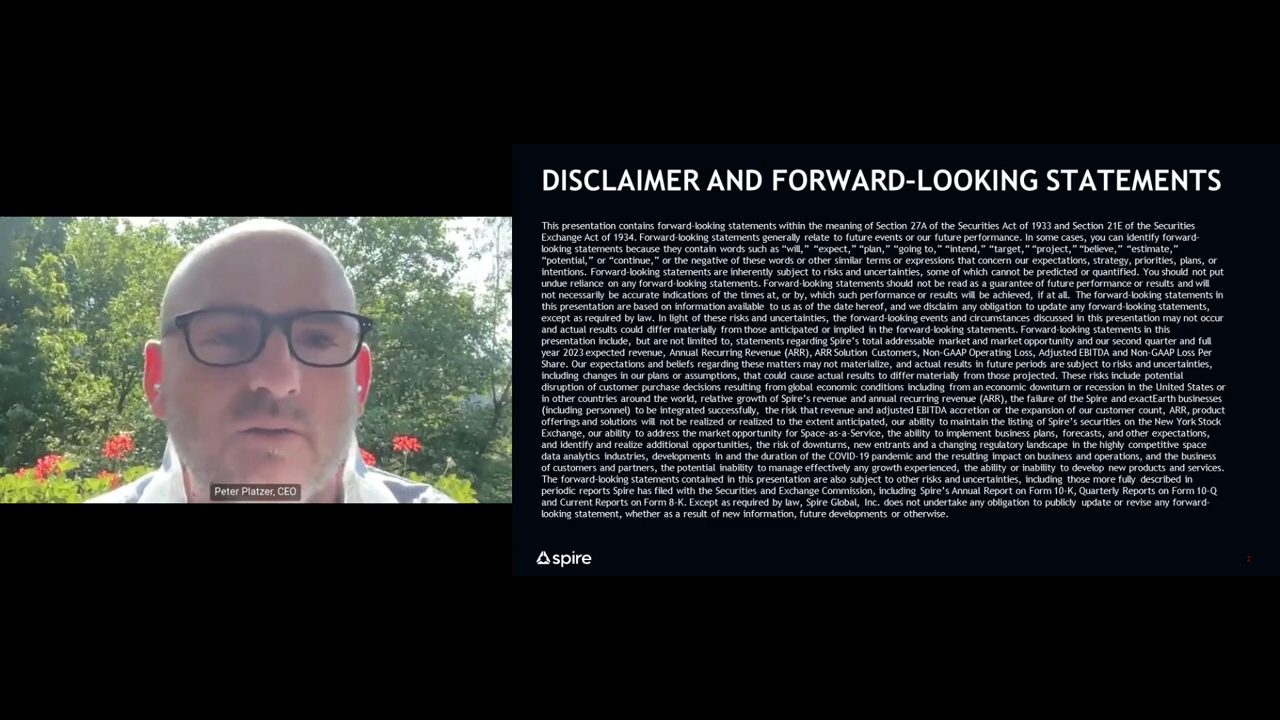 DISCLAIMER AND FORWARD-LOOKING STATEMENTS
This presentation contains forward-looking statements within the meaning of Section 27A of the Securities Act of 1933 and Section 21E of the Securities
Exchange Act of 1934. Forward-looking statements generally relate to future events or our future performance. In some cases, you can identify forward-
looking statements because they contain words such as “will,” “expect,” “plan,” “going to,” “intend,” “target,” “project,” “believe,” “estimate,”
“potential,” or “continue,” or the negative of these words or other similar terms or expressions that concern our expectations, strategy, priorities, plans, or
intentions. Forward-looking statements are inherently subject to risks and uncertainties, some of which cannot be predicted or quantified. You should not put
undue reliance on any forward-looking statements. Forward-looking statements should not be read as a guarantee of future performance or results and will
not necessarily be accurate indications of the times at, or by, which such performance or results will be achieved, if at all. The forward-looking statements in
this presentation are based on information available to us as of the date hereof, and we disclaim any obligation to update any forward-looking statements,
except as required by law. In light of these risks and uncertainties, the forward-looking events and circumstances discussed in this presentation may not occur
and actual results could differ materially from those anticipated or implied in the forward-looking statements. Forward-looking statements in this
presentation include, but are not limited to, statements regarding Spire’s total addressable market and market opportunity and our second quarter and full
year 2023 expected revenue, Annual Recurring Revenue (ARR), ARR Solution Customers, Non-GAAP Operating Loss, Adjusted EBITDA and Non-GAAP Loss Per
Share. Our expectations and beliefs regarding these matters may not materialize, and actual results in future periods are subject to risks and uncertainties,
including changes in our plans or assumptions, that could cause actual results to differ materially from those projected. These risks include potential
disruption of customer purchase decisions resulting from global economic conditions including from an economic downturn or recession in the United States or
in other countries around the world, relative growth of Spire’s revenue and annual recurring revenue (ARR), the failure of the Spire and exactEarth businesses
(including personnel) to be integrated successfully, the risk that revenue and adjusted EBITDA accretion or the expansion of our customer count, ARR, product
offerings and solutions will not be realized or realized to the extent anticipated, our ability to maintain the listing of Spire’s securities on the New York Stock
Exchange, our ability to address the market opportunity for Space-as-a-Service, the ability to implement business plans, forecasts, and other expectations,
and identify and realize additional opportunities, the risk of downturns, new entrants and a changing regulatory landscape in the highly competitive space
data analytics industries, developments in and the duration of the COVID-19 pandemic and the resulting impact on business and operations, and the business
of customers and partners, the potential inability to manage effectively any growth experienced, the ability or inability to develop new products and services.
The forward-looking statements contained in this presentation are also subject to other risks and uncertainties, including those more fully described in
periodic reports Spire has filed with the Securities and Exchange Commission, including Spire’s Annual Report on Form 10-K, Quarterly Reports on Form 10-Q
and Current Reports on Form 8-K. Except as required by law, Spire Global, Inc. does not undertake any obligation to publicly update or revise any forward-
looking statement, whether as a result of new information, future developments or otherwise.
Peter Platzer, CEO
spire